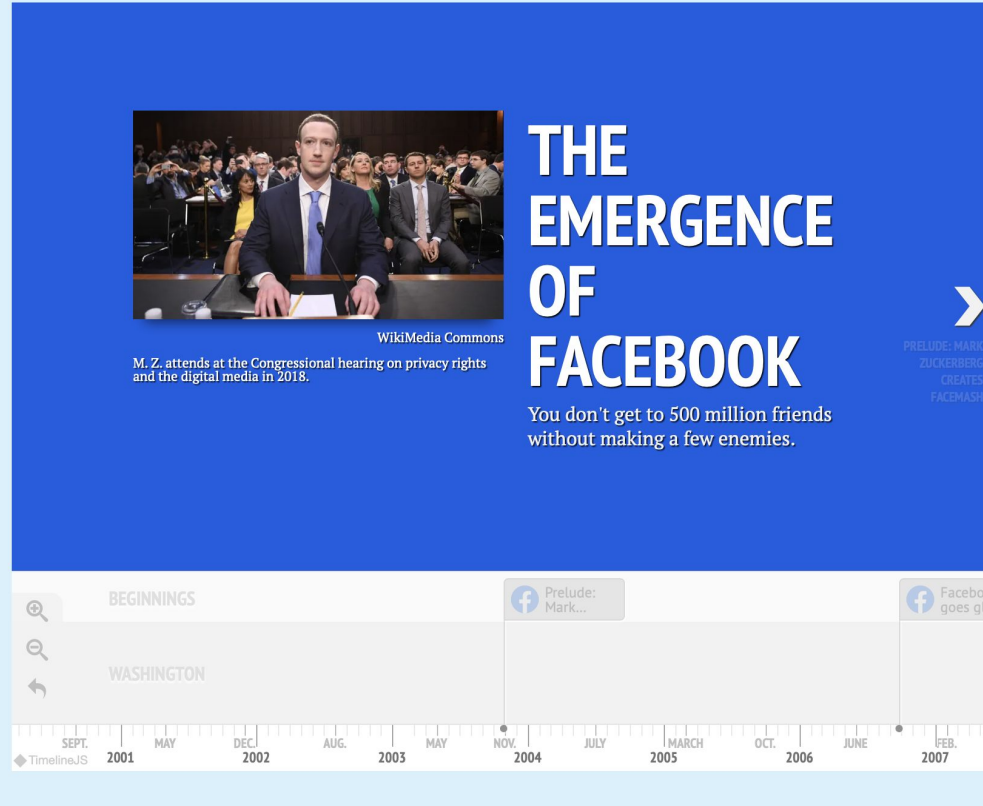 THE
EMERGENCE
OF
FACEBOOK
You don't get to 500 million friends
without making a few enemies.
WikiMedia Commons
M. Z. attends at the Congressional hearing on privacy rights
and the digital media in 2018.
PRELUDE: MARK
ZUCKERBERG
CREATES
FACEMASH
BEGINNINGS
Prelude:
Mark...
Facebo
goes gl
WASHINGTON
SEPT. MAY DEC. AUG. MAY NOV. JULY MARCH OCT. JUNE FEB.
TimelineJS 2001 2002 2003 2004 2005 2006 2007